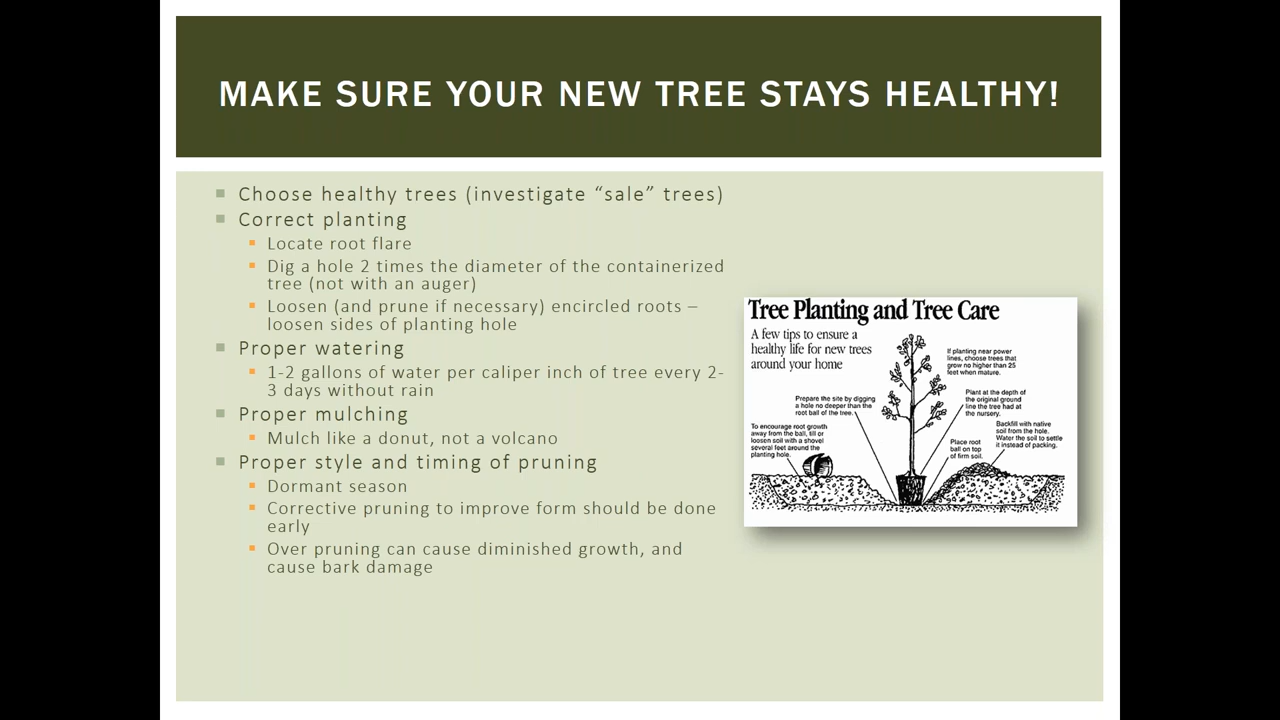 MAKE SURE YOUR NEW TREE STAYS HEALTHY!
Choose healthy trees (investigate “sale” trees)
Correct planting
Locate root flare
Dig a hole 2 times the diameter of the containerized
tree (not with an auger)
Loosen (and prune if necessary) encircled roots –
loosen sides of planting hole
Proper watering
1-2 gallons of water per caliper inch of tree every 2-
3 days without rain
Proper mulching
Mulch like a donut, not a volcano
Proper style and timing of pruning
Dormant season
Corrective pruning to improve form should be done
early
Over pruning can cause diminished growth, and
cause bark damage
Tree Planting and Tree Care
A few tips to ensure a
healthy life for new trees
around your home
If planting near power
lines, choose trees that
grow no higher than 25
feet when mature.
Prepare the site by digging
a hole no deeper than the
root ball of the tree.
Plant at the depth of
the original ground
line the tree had at
the nursery.
To encourage root growth
away from the ball, till or
loosen soil with a shovel
several feet around the
planting hole.
Place root
ball on top
of firm soil.
Backfill with native
soil from the hole.
Water the soil to settle
it instead of packing.